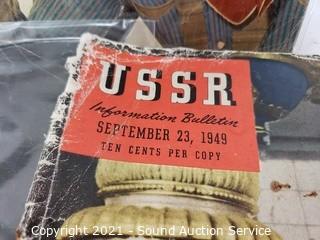 USSR
Information Bulletin
SEPTEMBER 23, 1949
TEN CENTS PER COPY
Copyright 2021 - Sound Auction Service